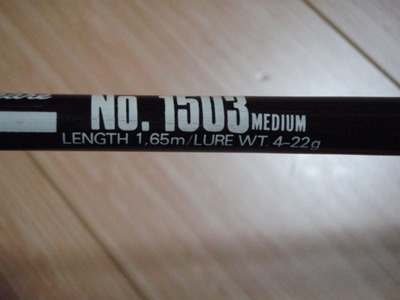 No. 1503 MEDIUM
LENGTH 1.65m/LURE WT. 4-22g